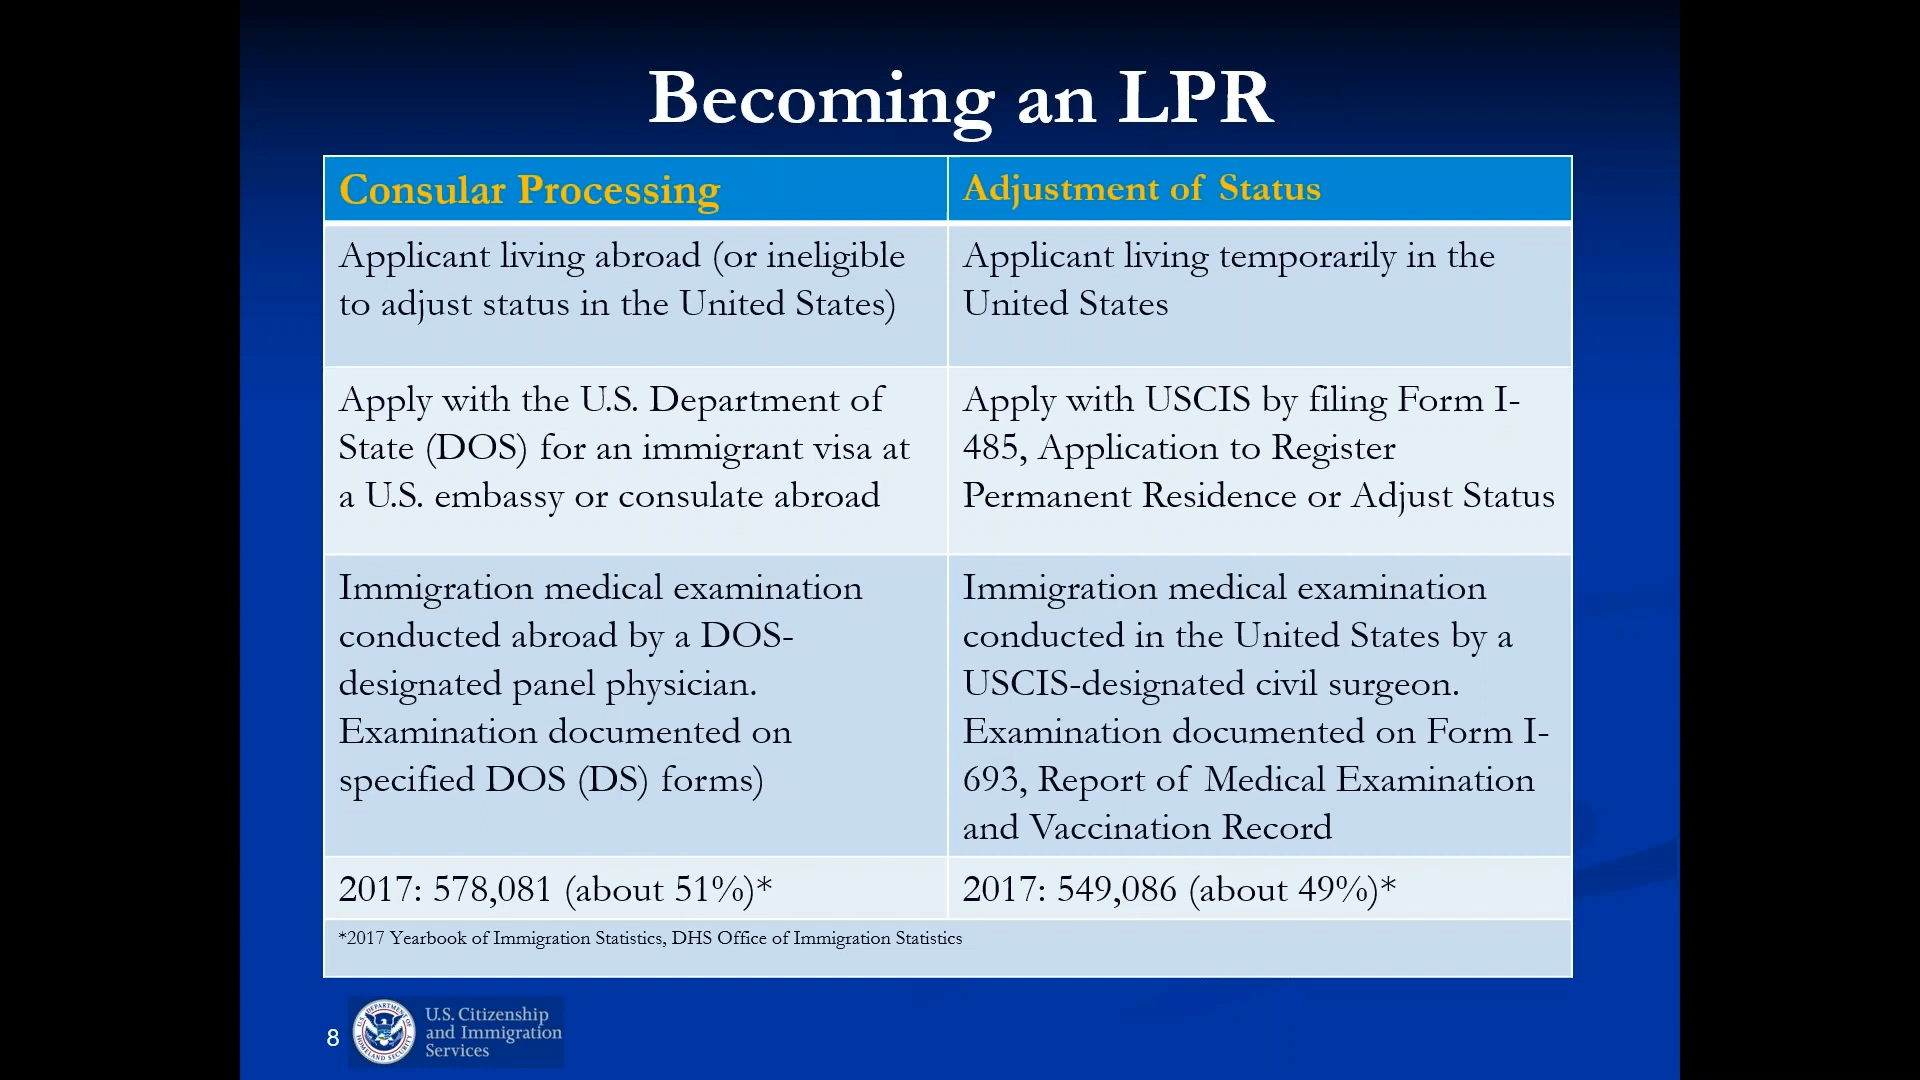 Becoming an LPR
Consular Processing
Adjustment of Status
Applicant living abroad (or ineligible
to adjust status in the United States)
Applicant living temporarily in the
United States
Apply with the U.S. Department of
State (DOS) for an immigrant visa at
a U.S. embassy or consulate abroad
Apply with USCIS by filing Form I-
485, Application to Register
Permanent Residence or Adjust Status
Immigration medical examination
conducted abroad by a DOS-
designated panel physician.
Examination documented on
specified DOS (DS) forms)
Immigration medical examination
conducted in the United States by a
USCIS-designated civil surgeon.
Examination documented on Form I-
693, Report of Medical Examination
and Vaccination Record
2017: 578,081 (about 51%)*
2017: 549,086 (about 49%)*
*2017 Yearbook of Immigration Statistics, DHS Office of Immigration Statistics
8
U.S. DEPARTMENT OF
HOMELAND SECURITY
U.S. Citizenship
and Immigration
Services